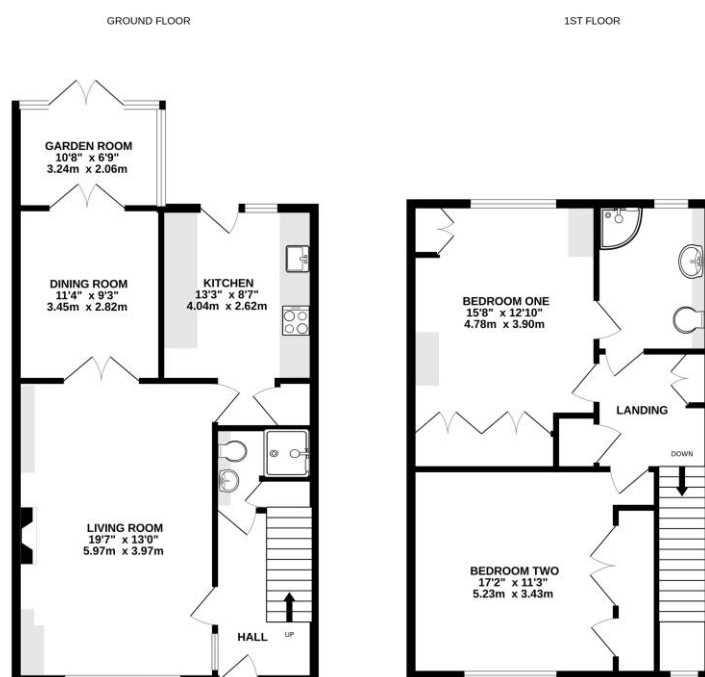 GROUND FLOOR
GARDEN ROOM
10'8" x 6'9"
3.24m x 2.06m
DINING ROOM
11'4" x 9'3"
3.45m x 2.82m
KITCHEN
13'3" x 8'7"
4.04m x 2.62m
LIVING ROOM
19'7" x 13'0"
5.97m x 3.97m
HALL
UP
1ST FLOOR
BEDROOM ONE
15'8" x 12'10"
4.78m x 3.90m
LANDING
DOWN
BEDROOM TWO
17'2" x 11'3"
5.23m x 3.43m